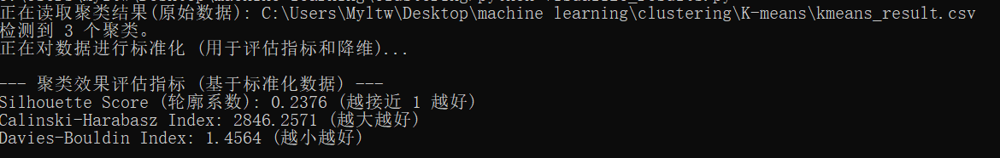 正在读取聚类结果(原始数据): C:\Users\Myltw\Desktop\machine learning\clustering\K-means\kmeans_result.csv
检测到 3 个聚类。
正在对数据进行标准化 (用于评估指标和降维)...
--- 聚类效果评估指标 (基于标准化数据) ---
Silhouette Score (轮廓系数): 0.2376 (越接近 1 越好)
Calinski-Harabasz Index: 2846.2571 (越大越好)
Davies-Bouldin Index: 1.4564 (越小越好)